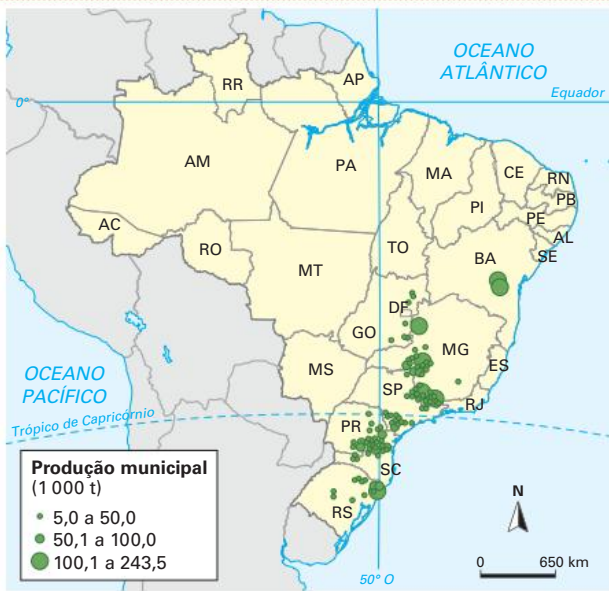 OCEANO
ATLÂNTICO
Equador
0°
RR
AP
AM
PA
MA
CE
RN
PB
PE
AL
SE
PI
AC
RO
TO
BA
MT
DF
GO
MG
ES
MS
OCEANO
PACÍFICO
SP
RJ
Trópico de Capricórnio
PR
SC
RS
Produção municipal
(1 000 t)
5,0 a 50,0
50,1 a 100,0
100,1 a 243,5
N
0 650 km
50° O